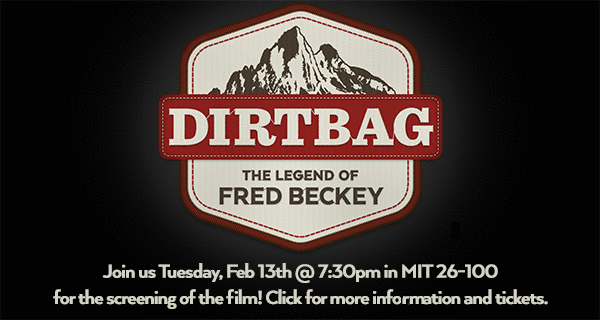 DIRTBAG
THE LEGEND OF
FRED BECKEY
Join us Tuesday, Feb 13th @ 7:30pm in MIT 26-100
for the screening of the film! Click for more information and tickets.